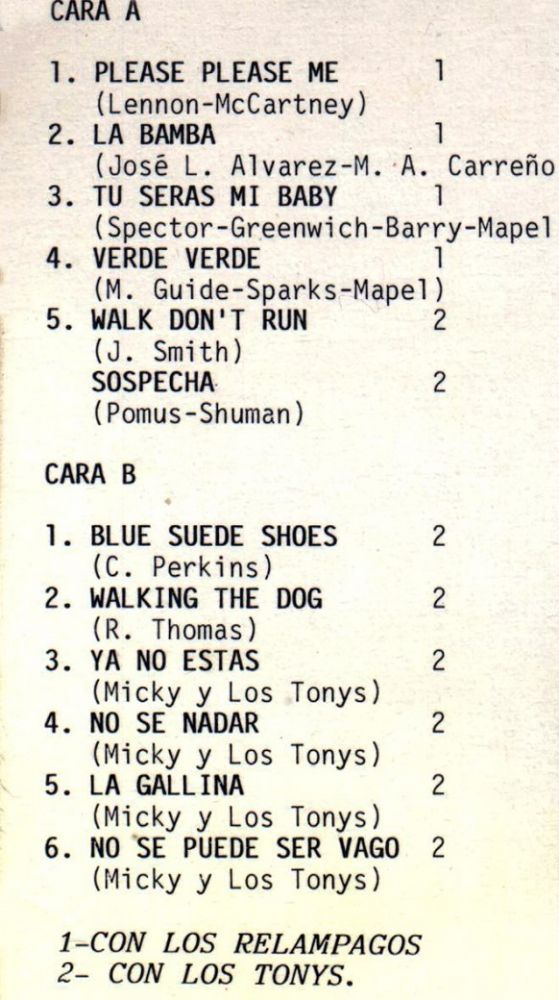 CARA A
1. PLEASE PLEASE ME 1
(Lennon-McCartney)
2. LA BAMBA 1
(José L. Alvarez-M. A. Carreño
3. TU SERAS MI BABY 1
(Spector-Greenwich-Barry-Mapel
4. VERDE VERDE 1
(M. Guide-Sparks-Mapel)
5. WALK DON'T RUN 2
(J. Smith)
SOSPECHA 2
(Pomus-Shuman)
CARA B
1. BLUE SUEDE SHOES 2
(C. Perkins)
2. WALKING THE DOG 2
(R. Thomas)
3. YA NO ESTAS 2
(Micky y Los Tonys)
4. NO SE NADAR 2
(Micky y Los Tonys)
5. LA GALLINA 2
(Micky y Los Tonys)
6. NO SE PUEDE SER VAGO 2
(Micky y Los Tonys)
1-CON LOS RELAMPAGOS
2- CON LOS TONYS.